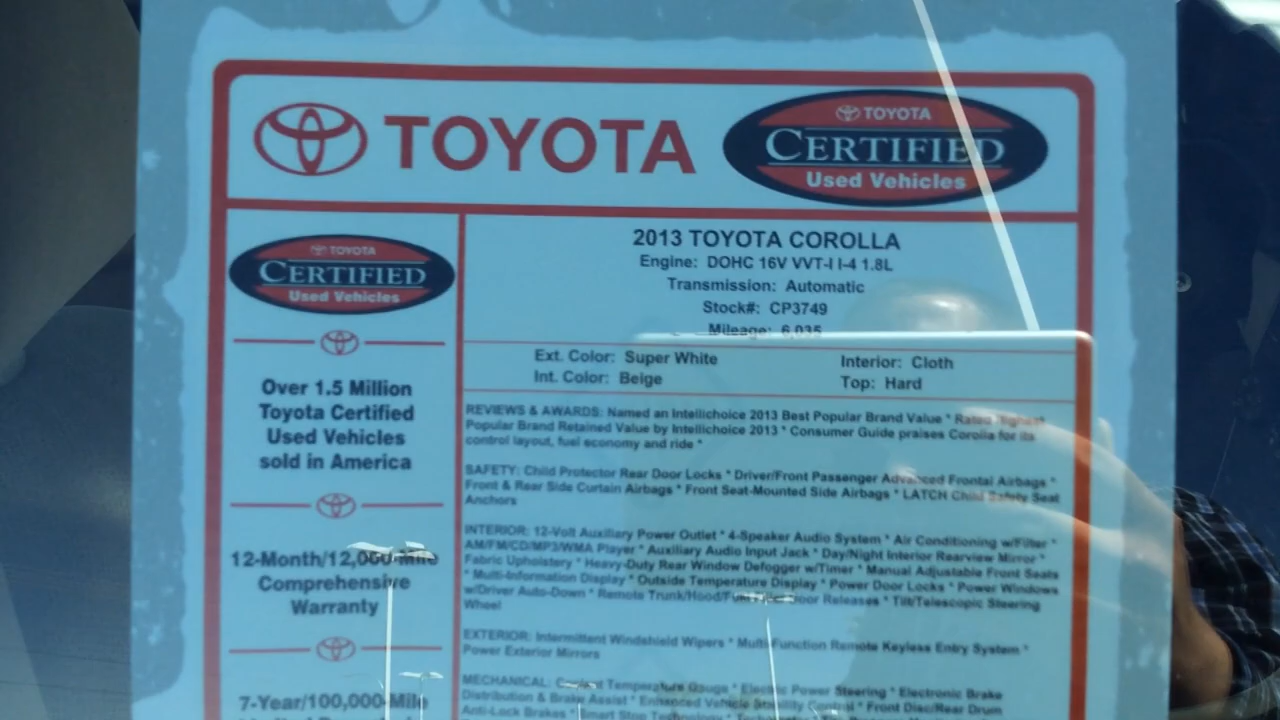 TOYOTA
TOYOTA
CERTIFIED
Used Vehicles
TOYOTA
CERTIFIED
Used Vehicles
Over 1.5 Million
Toyota Certified
Used Vehicles
sold in America
12-Month/12,000-Mile
Comprehensive
Warranty
7-Year/100,000-Mile
2013 TOYOTA COROLLA
Engine: DOHC 16V VVT-I I-4 1.8L
Transmission: Automatic
Stock#: CP3749
Mileage: 6,035
Ext. Color: Super White
Interior: Cloth
Int. Color: Beige
Top: Hard
REVIEWS & AWARDS: Named an Intellichoice 2013 Best Popular Brand Value * Rated Highest
Popular Brand Retained Value by Intellichoice 2013 * Consumer Guide praises Corolla for its
control layout, fuel economy and ride *
SAFETY: Child Protector Rear Door Locks * Driver/Front Passenger Advanced Frontal Airbags *
Front & Rear Side Curtain Airbags * Front Seat-Mounted Side Airbags * LATCH Child Safety Seat
Anchors
INTERIOR: 12-Volt Auxiliary Power Outlet * 4-Speaker Audio System * Air Conditioning w/Filter *
AM/FM/CD/MP3/WMA Player * Auxiliary Audio Input Jack * Day/Night Interior Rearview Mirror *
Fabric Upholstery * Heavy-Duty Rear Window Defogger w/Timer * Manual Adjustable Front Seats
* Multi-Information Display * Outside Temperature Display * Power Door Locks * Power Windows
w/Driver Auto-Down * Remote Trunk/Hood/Fuel Door Releases * Tilt/Telescopic Steering
Wheel
EXTERIOR: Intermittent Windshield Wipers * Multi-Function Remote Keyless Entry System *
Power Exterior Mirrors
MECHANICAL: Coolant Temperature Gauge * Electric Power Steering * Electronic Brake
Distribution & Brake Assist * Enhanced Vehicle Stability Control * Front Disc/Rear Drum
Anti-Lock Brakes * Smart Stop Technology *